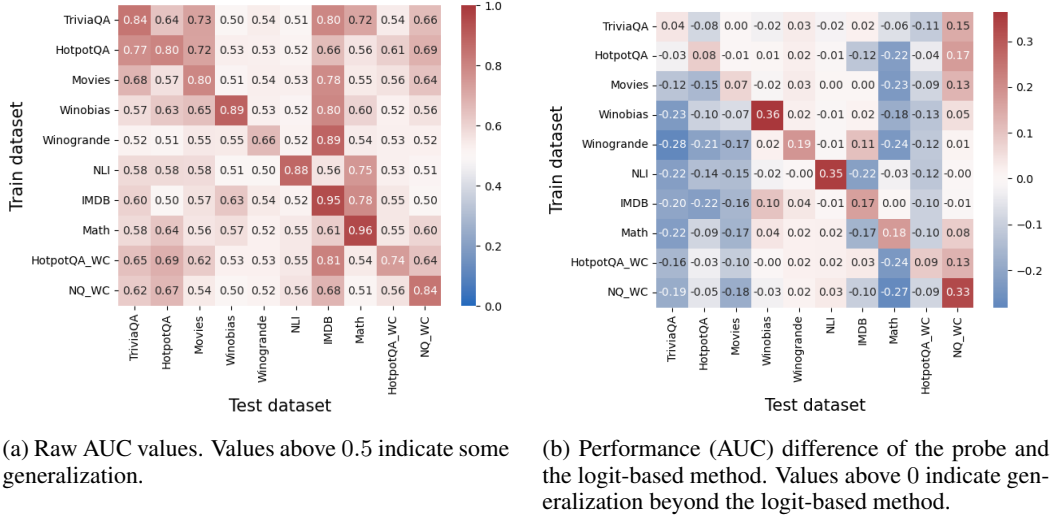 TriviaQA 0.84 0.64 0.73 0.50 0.54 0.51 0.80 0.72 0.54 0.66
HotpotQA 0.77 0.80 0.72 0.53 0.53 0.52 0.66 0.56 0.61 0.69
Movies 0.68 0.57 0.80 0.51 0.54 0.53 0.78 0.55 0.56 0.64
Winobias 0.57 0.63 0.65 0.89 0.53 0.52 0.80 0.60 0.52 0.56
Winogrande 0.52 0.51 0.55 0.55 0.66 0.52 0.89 0.54 0.53 0.52
NLI 0.58 0.58 0.58 0.51 0.50 0.88 0.56 0.75 0.53 0.51
IMDB 0.60 0.50 0.57 0.63 0.54 0.52 0.95 0.78 0.55 0.50
Math 0.58 0.64 0.56 0.57 0.52 0.55 0.61 0.96 0.55 0.60
HotpotQA_WC 0.65 0.69 0.62 0.53 0.53 0.55 0.81 0.54 0.74 0.64
NQ_WC 0.62 0.67 0.54 0.50 0.52 0.56 0.68 0.51 0.56 0.84
Train dataset
TriviaQA HotpotQA Movies Winobias Winogrande NLI IMDB Math HotpotQA_WC NQ_WC
Test dataset
1.0
0.8
0.6
0.4
0.2
0.0
(a) Raw AUC values. Values above 0.5 indicate some
generalization.
TriviaQA 0.04 -0.08 0.00 -0.02 0.03 -0.02 0.02 -0.06 -0.11 0.15
HotpotQA -0.03 0.08 -0.01 0.01 0.02 -0.01 -0.12 -0.22 -0.04 0.17
Movies -0.12 -0.15 0.07 -0.02 0.03 0.00 0.00 -0.23 -0.09 0.13
Winobias -0.23 -0.10 -0.07 0.36 0.02 -0.01 0.02 -0.18 -0.13 0.05
Winogrande -0.28 -0.21 -0.17 0.02 0.19 -0.01 0.11 -0.24 -0.12 0.01
NLI -0.22 -0.14 -0.15 -0.02 -0.00 0.35 -0.22 -0.03 -0.12 -0.00
IMDB -0.20 -0.22 -0.16 0.10 0.04 -0.01 0.17 0.00 -0.10 -0.01
Math -0.22 -0.09 -0.17 0.04 0.02 0.02 -0.17 0.18 -0.10 0.08
HotpotQA_WC -0.16 -0.03 -0.10 -0.00 0.02 0.02 0.03 -0.24 0.09 0.13
NQ_WC -0.19 -0.05 -0.18 -0.03 0.02 0.03 -0.10 -0.27 -0.09 0.33
Train dataset
TriviaQA HotpotQA Movies Winobias Winogrande NLI IMDB Math HotpotQA_WC NQ_WC
Test dataset
0.3
0.2
0.1
0.0
−0.1
−0.2
(b) Performance (AUC) difference of the probe and
the logit-based method. Values above 0 indicate gen-
eralization beyond the logit-based method.